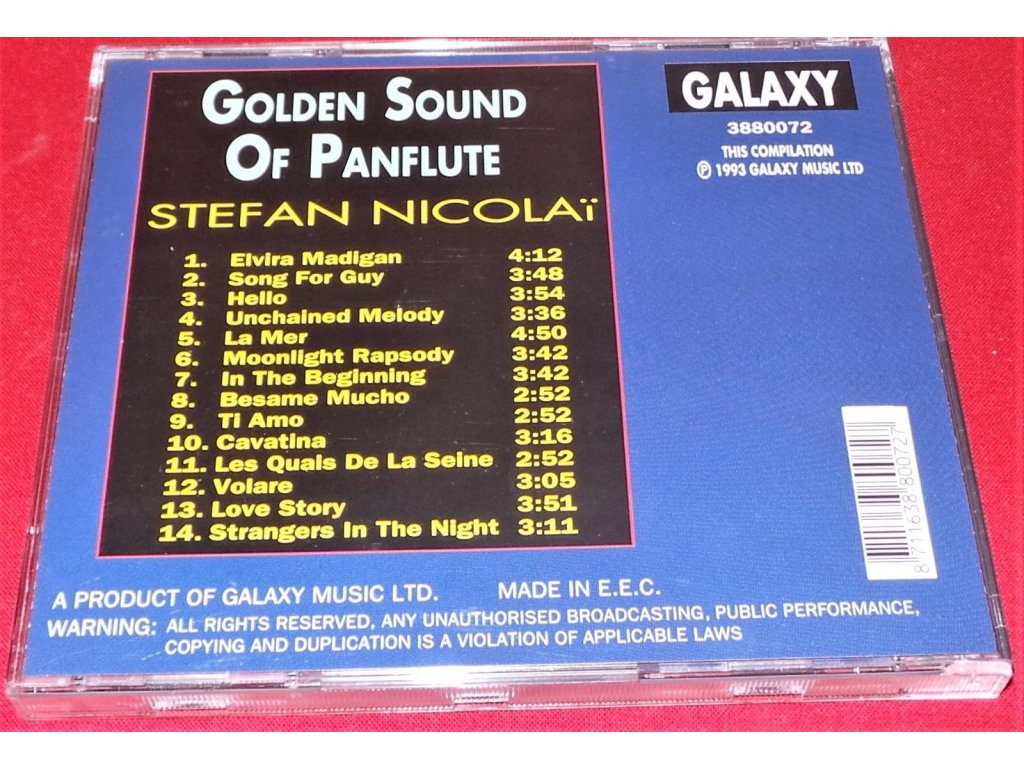 GOLDEN SOUND
OF PANFLUTE
STEFAN NICOLAï
1. Elvira Madigan 4:12
2. Song For Guy 3:48
3. Hello 3:54
4. Unchained Melody 3:36
5. La Mer 4:50
6. Moonlight Rapsody 3:42
7. In The Beginning 3:42
8. Besame Mucho 2:52
9. Ti Amo 2:52
10. Cavatina 3:16
11. Les Quais De La Seine 2:52
12. Volare 3:05
13. Love Story 3:51
14. Strangers In The Night 3:11
GALAXY
3880072
THIS COMPILATION
℗ 1993 GALAXY MUSIC LTD
8 711638 800727
A PRODUCT OF GALAXY MUSIC LTD. MADE IN E.E.C.
WARNING: ALL RIGHTS RESERVED, ANY UNAUTHORISED BROADCASTING, PUBLIC PERFORMANCE,
COPYING AND DUPLICATION IS A VIOLATION OF APPLICABLE LAWS